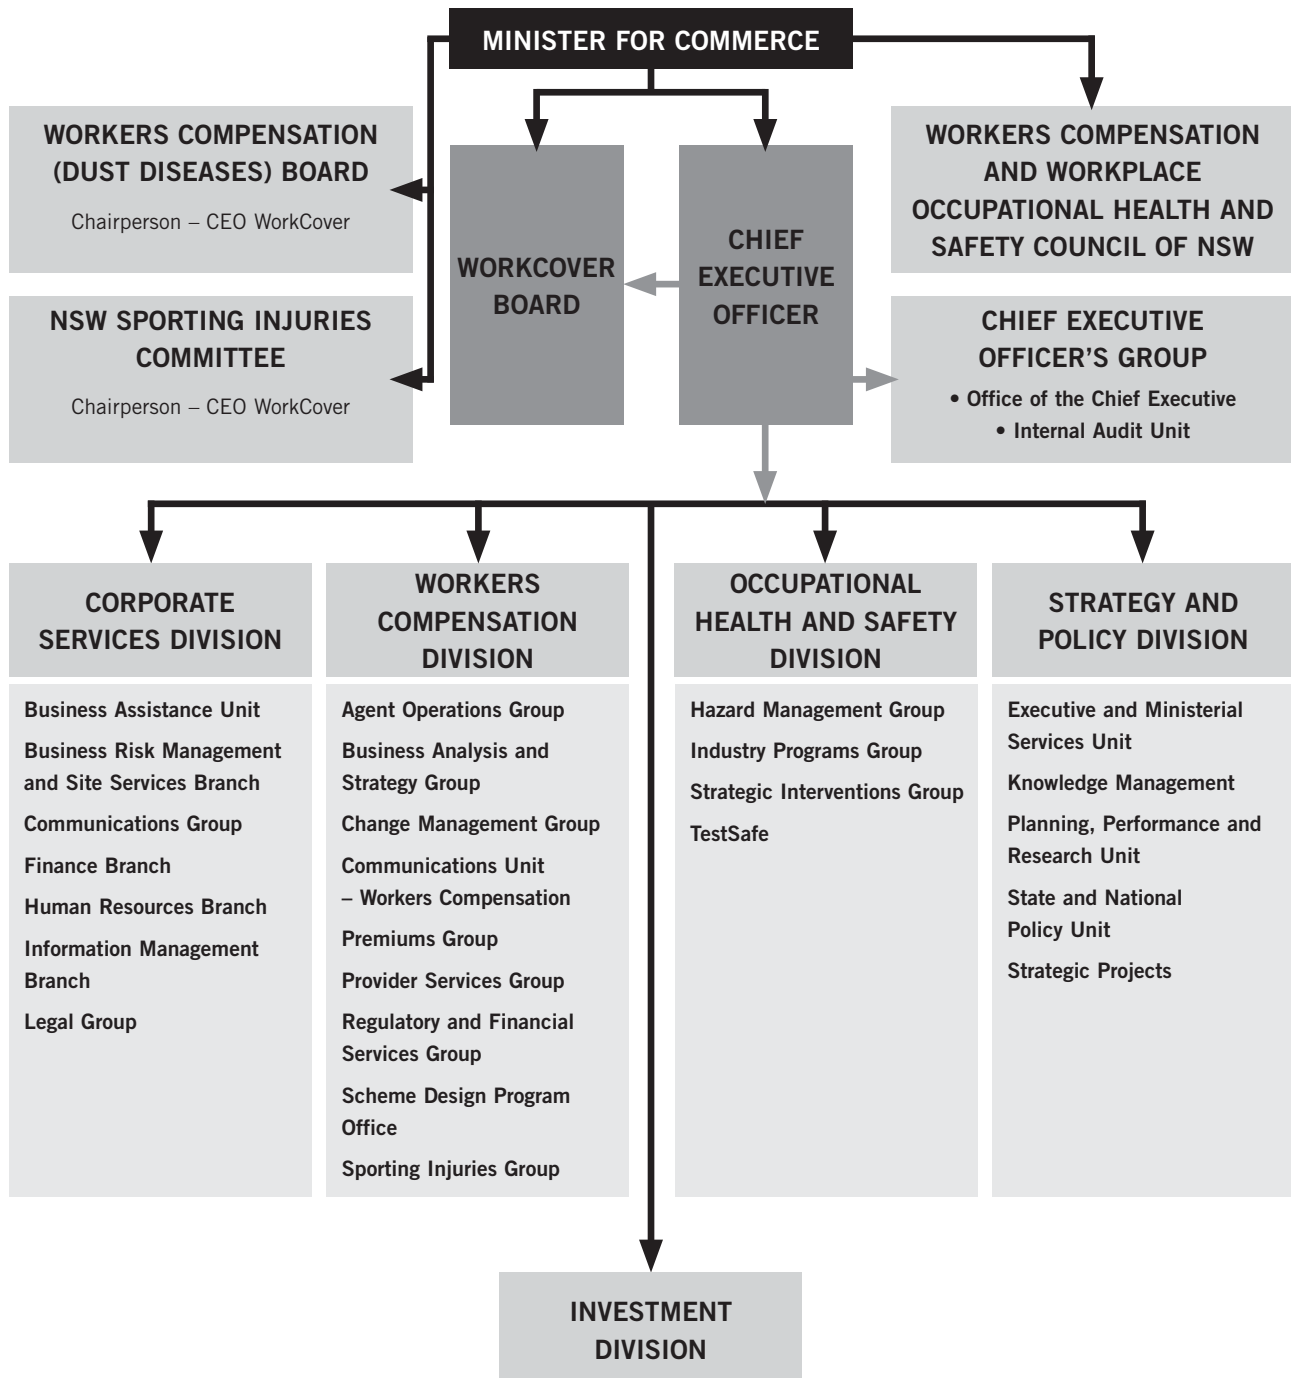 MINISTER FOR COMMERCE
WORKERS COMPENSATION
(DUST DISEASES) BOARD
Chairperson – CEO WorkCover
NSW SPORTING INJURIES
COMMITTEE
Chairperson – CEO WorkCover
WORKCOVER
BOARD
CHIEF
EXECUTIVE
OFFICER
WORKERS COMPENSATION
AND WORKPLACE
OCCUPATIONAL HEALTH AND
SAFETY COUNCIL OF NSW
CHIEF EXECUTIVE
OFFICER’S GROUP
• Office of the Chief Executive
• Internal Audit Unit
CORPORATE
SERVICES DIVISION
Business Assistance Unit
Business Risk Management
and Site Services Branch
Communications Group
Finance Branch
Human Resources Branch
Information Management
Branch
Legal Group
WORKERS
COMPENSATION
DIVISION
Agent Operations Group
Business Analysis and
Strategy Group
Change Management Group
Communications Unit
– Workers Compensation
Premiums Group
Provider Services Group
Regulatory and Financial
Services Group
Scheme Design Program
Office
Sporting Injuries Group
OCCUPATIONAL
HEALTH AND SAFETY
DIVISION
Hazard Management Group
Industry Programs Group
Strategic Interventions Group
TestSafe
STRATEGY AND
POLICY DIVISION
Executive and Ministerial
Services Unit
Knowledge Management
Planning, Performance and
Research Unit
State and National
Policy Unit
Strategic Projects
INVESTMENT
DIVISION